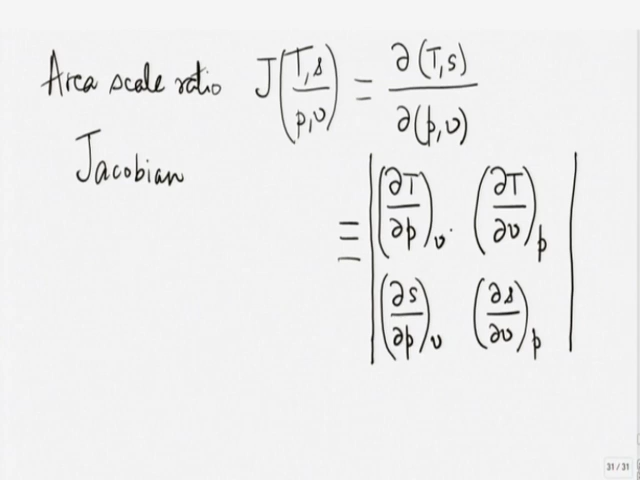 Area scale ratio J(T,s/p,v) = ∂(T,s)/∂(p,v)
Jacobian
≡ |(∂T/∂p)_v (∂T/∂v)_p|
|(∂s/∂p)_v (∂s/∂v)_p|
31/31